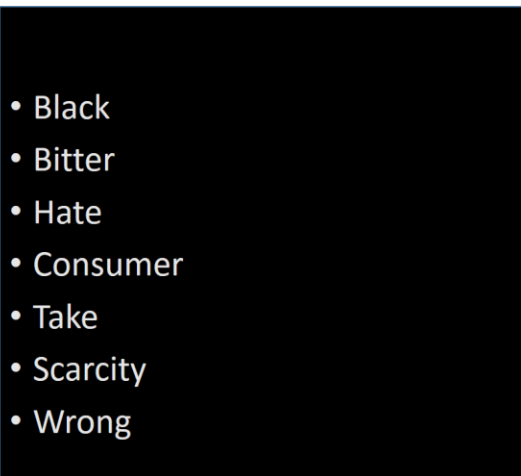 • Black
• Bitter
• Hate
• Consumer
• Take
• Scarcity
• Wrong